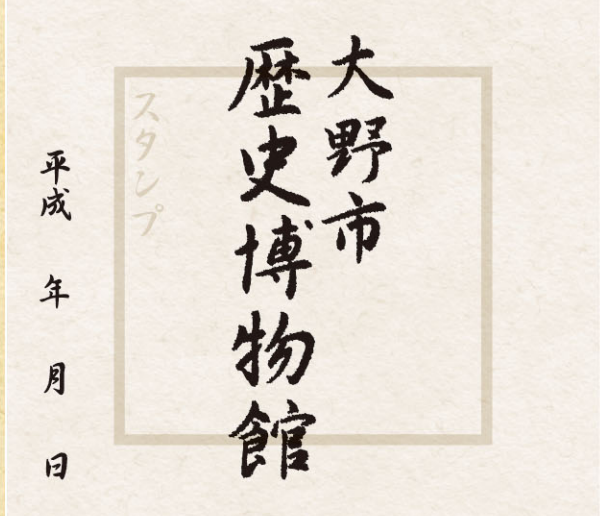 大野市
歴史博物館
スタンプ
平成　年　月　日